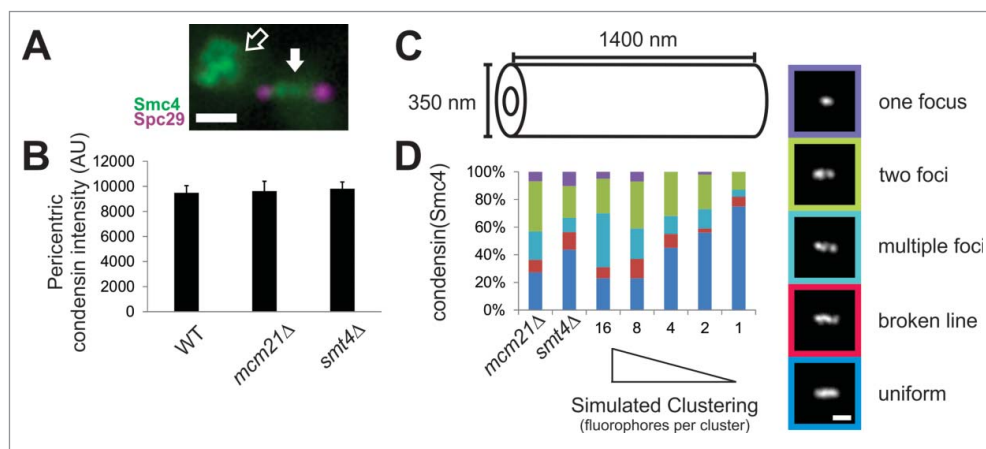 A
Smc4
Spc29
B
Pericentric
condensin intensity (AU)
12000
10000
8000
6000
4000
2000
0
WT
mcm21Δ
smt4Δ
C
1400 nm
350 nm
D
condensin(Smc4)
100%
80%
60%
40%
20%
0%
mcm21Δ
smt4Δ
16 8 4 2 1
Simulated Clustering
(fluorophores per cluster)
one focus
two foci
multiple foci
broken line
uniform